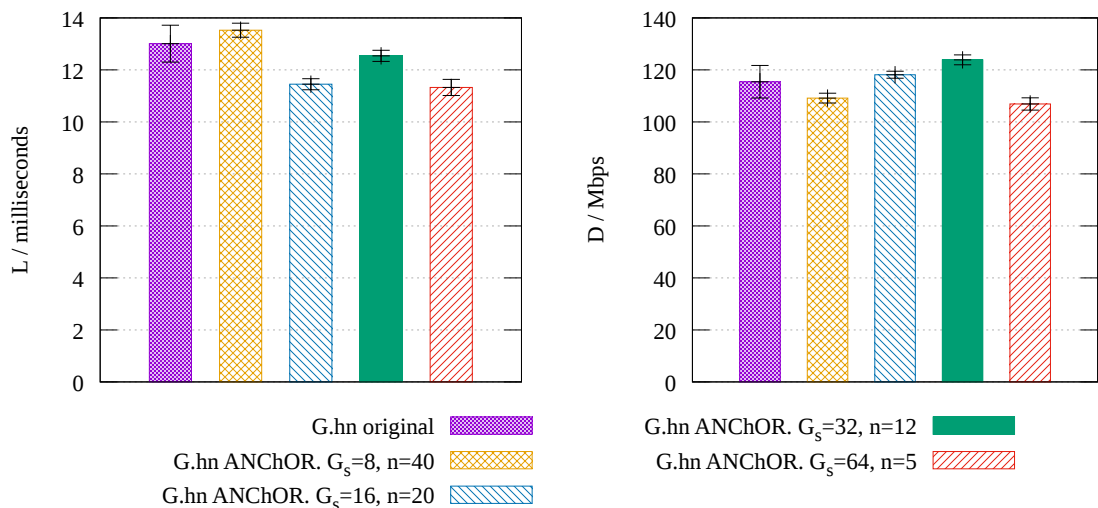 14
12
10
8
6
4
2
0
L / milliseconds
140
120
100
80
60
40
20
0
D / Mbps
G.hn original
G.hn ANChOR. Gs=8, n=40
G.hn ANChOR. Gs=16, n=20
G.hn ANChOR. Gs=32, n=12
G.hn ANChOR. Gs=64, n=5